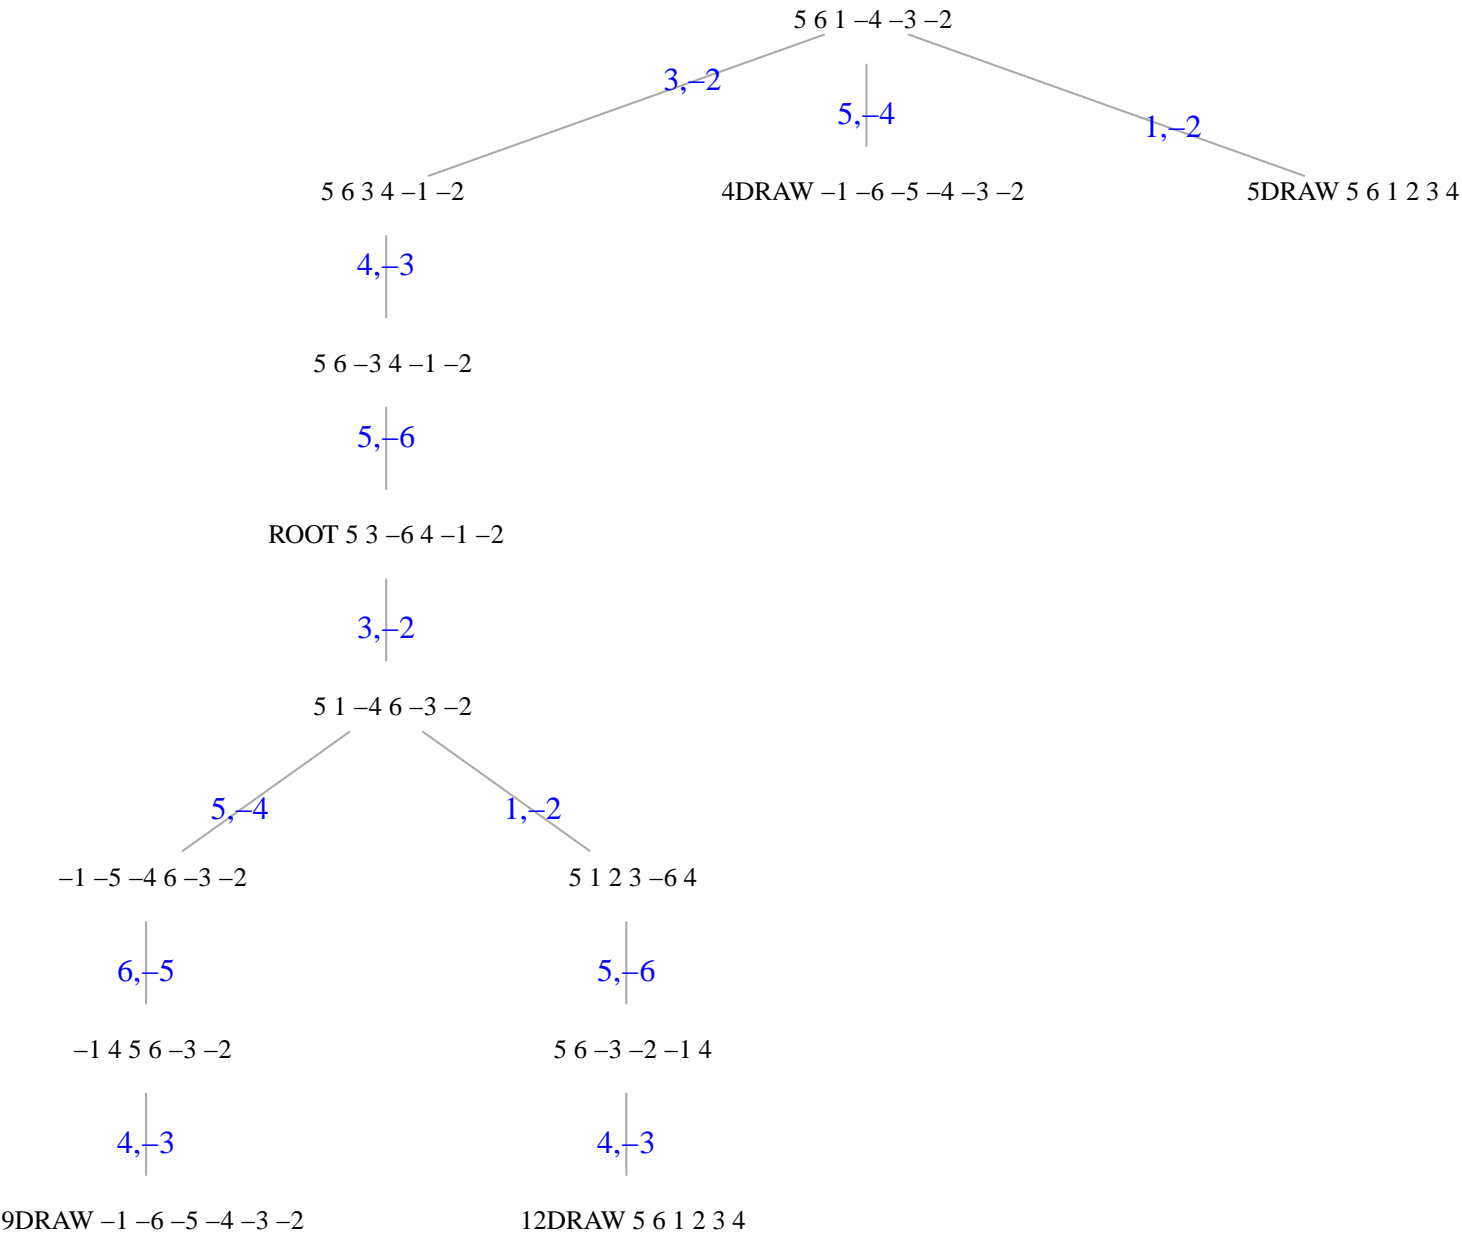 5 6 1 –4 –3 –2
3,–2
5,–4
1,–2
5 6 3 4 –1 –2
4DRAW –1 –6 –5 –4 –3 –2
5DRAW 5 6 1 2 3 4
4,–3
5 6 –3 4 –1 –2
5,–6
ROOT 5 3 –6 4 –1 –2
3,–2
5 1 –4 6 –3 –2
5,–4
1,–2
–1 –5 –4 6 –3 –2
5 1 2 3 –6 4
6,–5
5,–6
–1 4 5 6 –3 –2
5 6 –3 –2 –1 4
4,–3
4,–3
9DRAW –1 –6 –5 –4 –3 –2
12DRAW 5 6 1 2 3 4